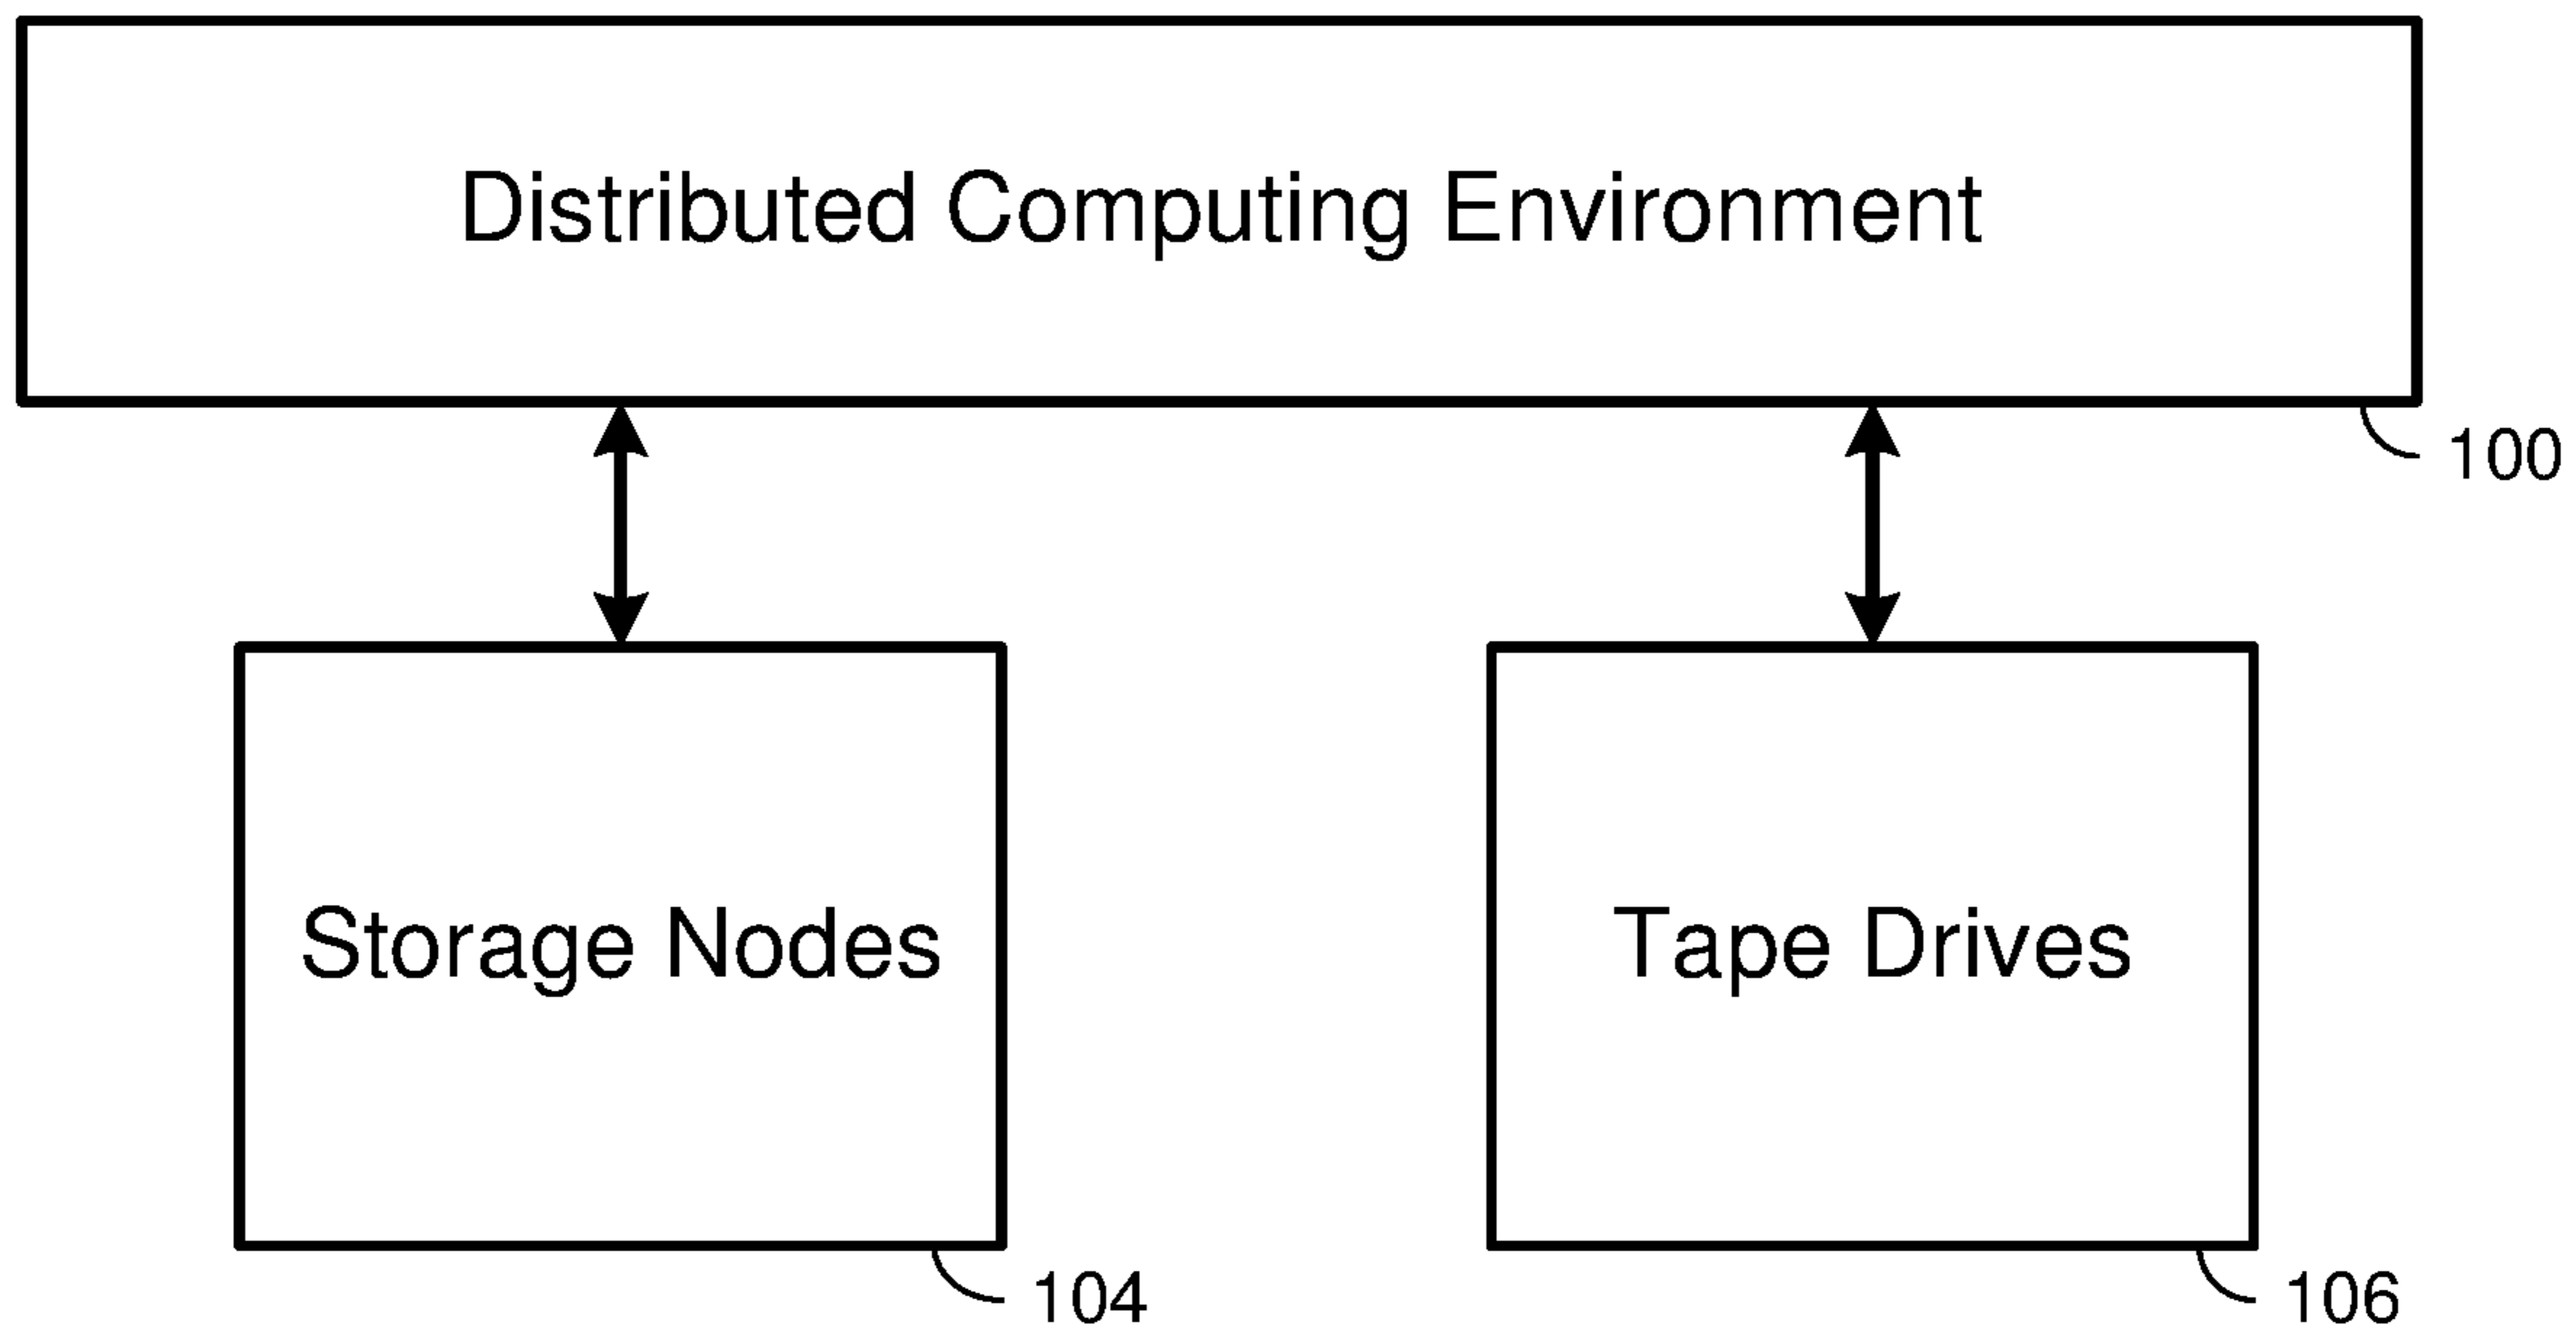 Distributed Computing Environment
100
Storage Nodes
Tape Drives
104
106